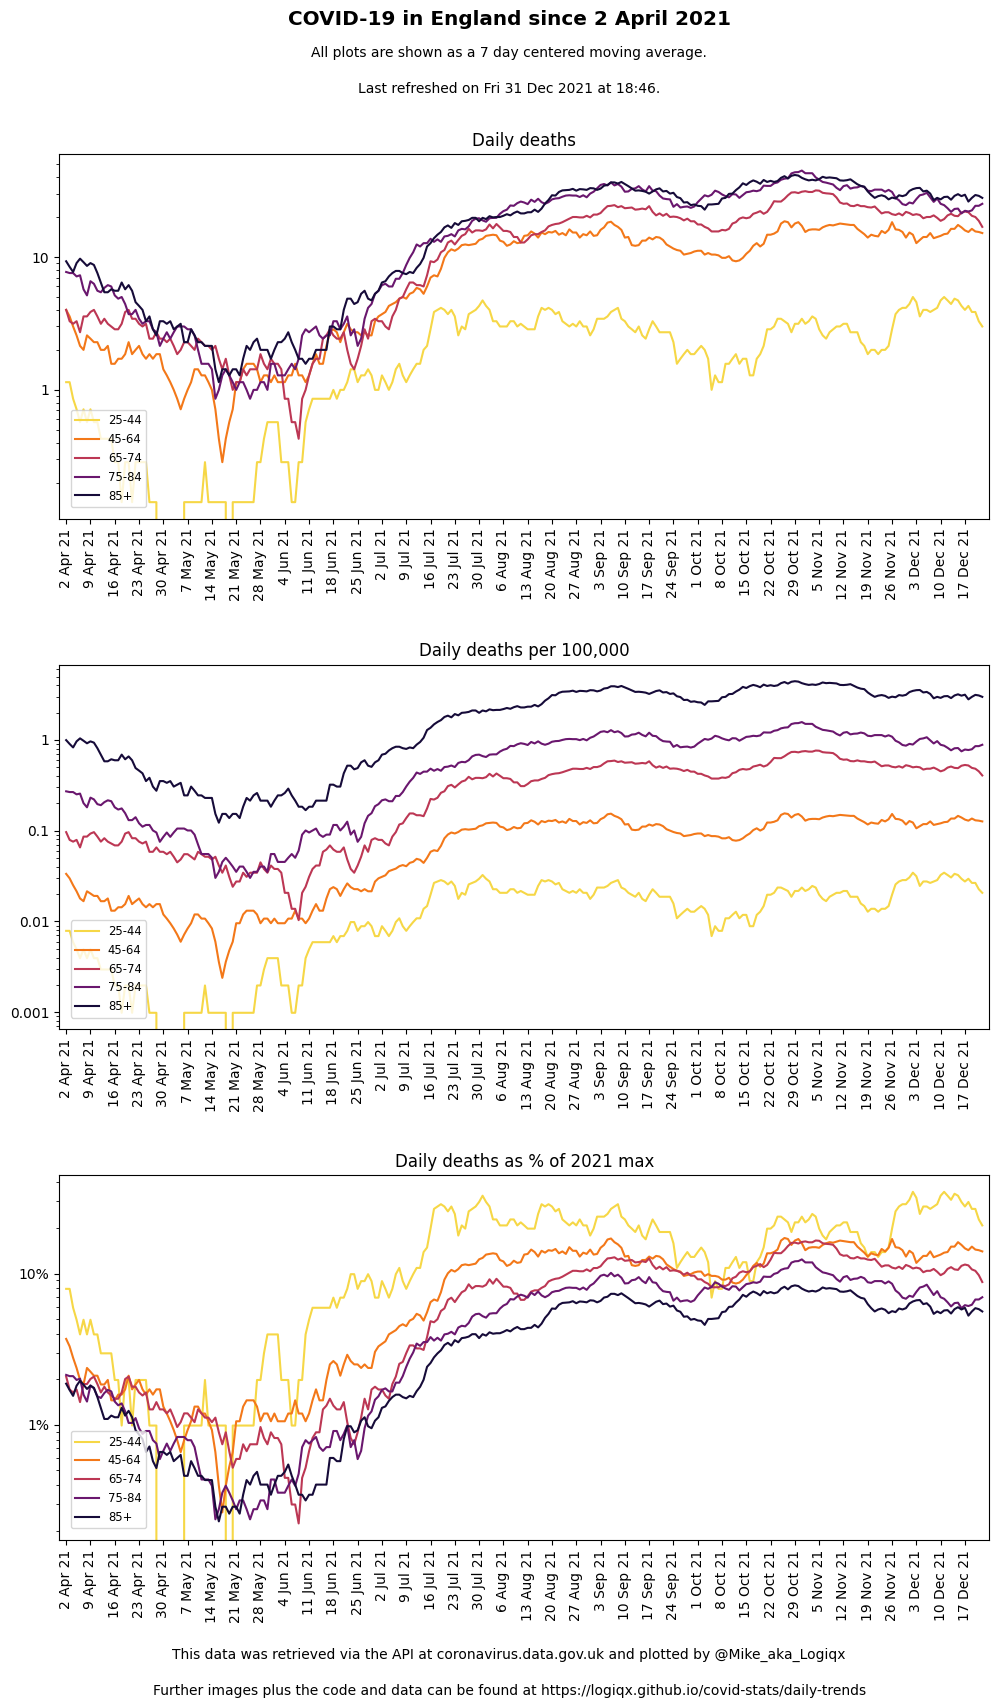 COVID-19 in England since 2 April 2021
All plots are shown as a 7 day centered moving average.
Last refreshed on Fri 31 Dec 2021 at 18:46.
Daily deaths
10
1
25-44
45-64
65-74
75-84
85+
2 Apr 21
9 Apr 21
16 Apr 21
23 Apr 21
30 Apr 21
7 May 21
14 May 21
21 May 21
28 May 21
4 Jun 21
11 Jun 21
18 Jun 21
25 Jun 21
2 Jul 21
9 Jul 21
16 Jul 21
23 Jul 21
30 Jul 21
6 Aug 21
13 Aug 21
20 Aug 21
27 Aug 21
3 Sep 21
10 Sep 21
17 Sep 21
24 Sep 21
1 Oct 21
8 Oct 21
15 Oct 21
22 Oct 21
29 Oct 21
5 Nov 21
12 Nov 21
19 Nov 21
26 Nov 21
3 Dec 21
10 Dec 21
17 Dec 21
Daily deaths per 100,000
1
0.1
0.01
0.001
25-44
45-64
65-74
75-84
85+
2 Apr 21
9 Apr 21
16 Apr 21
23 Apr 21
30 Apr 21
7 May 21
14 May 21
21 May 21
28 May 21
4 Jun 21
11 Jun 21
18 Jun 21
25 Jun 21
2 Jul 21
9 Jul 21
16 Jul 21
23 Jul 21
30 Jul 21
6 Aug 21
13 Aug 21
20 Aug 21
27 Aug 21
3 Sep 21
10 Sep 21
17 Sep 21
24 Sep 21
1 Oct 21
8 Oct 21
15 Oct 21
22 Oct 21
29 Oct 21
5 Nov 21
12 Nov 21
19 Nov 21
26 Nov 21
3 Dec 21
10 Dec 21
17 Dec 21
Daily deaths as % of 2021 max
10%
1%
25-44
45-64
65-74
75-84
85+
2 Apr 21
9 Apr 21
16 Apr 21
23 Apr 21
30 Apr 21
7 May 21
14 May 21
21 May 21
28 May 21
4 Jun 21
11 Jun 21
18 Jun 21
25 Jun 21
2 Jul 21
9 Jul 21
16 Jul 21
23 Jul 21
30 Jul 21
6 Aug 21
13 Aug 21
20 Aug 21
27 Aug 21
3 Sep 21
10 Sep 21
17 Sep 21
24 Sep 21
1 Oct 21
8 Oct 21
15 Oct 21
22 Oct 21
29 Oct 21
5 Nov 21
12 Nov 21
19 Nov 21
26 Nov 21
3 Dec 21
10 Dec 21
17 Dec 21
This data was retrieved via the API at coronavirus.data.gov.uk and plotted by @Mike_aka_Logiqx
Further images plus the code and data can be found at https://logiqx.github.io/covid-stats/daily-trends